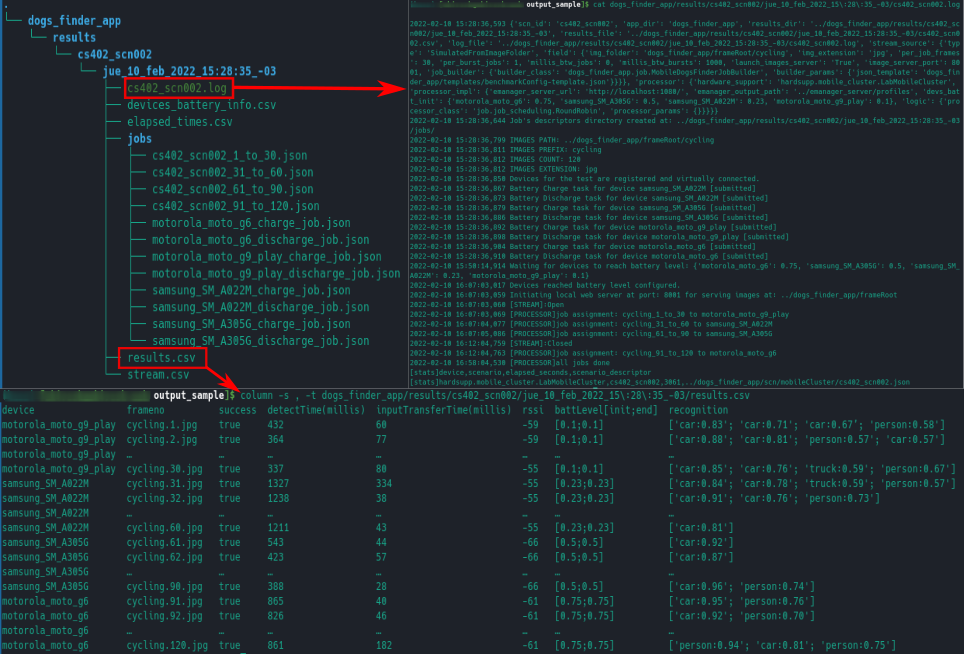 .
└── dogs_finder_app
└── results
└── cs402_scn002
└── jue_10_feb_2022_15:28:35_-03
├── cs402_scn002.log
├── devices_battery_info.csv
├── elapsed_times.csv
├── jobs
│ ├── cs402_scn002_1_to_30.json
│ ├── cs402_scn002_31_to_60.json
│ ├── cs402_scn002_61_to_90.json
│ ├── cs402_scn002_91_to_120.json
│ ├── motorola_moto_g6_charge_job.json
│ ├── motorola_moto_g6_discharge_job.json
│ ├── motorola_moto_g9_play_charge_job.json
│ ├── motorola_moto_g9_play_discharge_job.json
│ ├── samsung_SM_A022M_charge_job.json
│ ├── samsung_SM_A022M_discharge_job.json
│ ├── samsung_SM_A305G_charge_job.json
│ └── samsung_SM_A305G_discharge_job.json
├── results.csv
└── stream.csv
output_sample]$ cat dogs_finder_app/results/cs402_scn002/jue_10_feb_2022_15\:28\:35_-03/cs402_scn002.log
2022-02-10 15:28:36,593 {'scn_id': 'cs402_scn002', 'app_dir': 'dogs_finder_app', 'results_dir': '../dogs_finder_app/results/cs402_sc
n002/jue_10_feb_2022_15:28:35_-03', 'results_file': '../dogs_finder_app/results/cs402_scn002/jue_10_feb_2022_15:28:35_-03/cs402_scn0
02.csv', 'log_file': '../dogs_finder_app/results/cs402_scn002/jue_10_feb_2022_15:28:35_-03/cs402_scn002.log', 'stream_source': {'typ
e': 'SimulatedFromImageFolder', 'field': {'img_folder': 'dogs_finder_app/frameRoot/cycling', 'img_extension': 'jpg', 'per_job_frame
s': 30, 'per_burst_jobs': 1, 'millis_btw_jobs': 0, 'millis_btw_bursts': 1000, 'launch_images_server': 'True', 'image_server_port': 80
01, 'job_builder': {'builder_class': 'dogs_finder_app.job.MobileDogsFinderJobBuilder', 'builder_params': {'json_template': 'dogs_fin
der_app/templates/benchmarkConfig-template.json'}}}}, 'processor': {'hardware_support': 'hardsupp.mobile_cluster.LabMobileCluster',
'processor_impl': {'emanager_server_url': 'http://localhost:1080/', 'emanager_output_path': '../emanager_server/profiles', 'devs_bat
t_init': {'motorola_moto_g6': 0.75, 'samsung_SM_A305G': 0.5, 'samsung_SM_A022M': 0.23, 'motorola_moto_g9_play': 0.1}, 'logic': {'pro
cessor_class': 'job.job_scheduling.RoundRobin', 'processor_params': {}}}}}}
2022-02-10 15:28:36,644 Job's descriptors directory created at: ../dogs_finder_app/results/cs402_scn002/jue_10_feb_2022_15:28:35_-03
/jobs/
2022-02-10 15:28:36,799 IMAGES PATH: ../dogs_finder_app/frameRoot/cycling
2022-02-10 15:28:36,811 IMAGES PREFIX: cycling
2022-02-10 15:28:36,812 IMAGES COUNT: 120
2022-02-10 15:28:36,812 IMAGES EXTENSION: jpg
2022-02-10 15:28:36,850 Devices for the test are registered and virtually connected.
2022-02-10 15:28:36,867 Battery Charge task for device samsung_SM_A022M [submitted]
2022-02-10 15:28:36,873 Battery Discharge task for device samsung_SM_A022M [submitted]
2022-02-10 15:28:36,879 Battery Charge task for device samsung_SM_A305G [submitted]
2022-02-10 15:28:36,886 Battery Discharge task for device samsung_SM_A305G [submitted]
2022-02-10 15:28:36,892 Battery Charge task for device motorola_moto_g9_play [submitted]
2022-02-10 15:28:36,898 Battery Discharge task for device motorola_moto_g9_play [submitted]
2022-02-10 15:28:36,904 Battery Charge task for device motorola_moto_g6 [submitted]
2022-02-10 15:28:36,910 Battery Discharge task for device motorola_moto_g6 [submitted]
2022-02-10 15:50:14,914 Waiting for devices to reach battery level: {'motorola_moto_g6': 0.75, 'samsung_SM_A305G': 0.5, 'samsung_SM_
A022M': 0.23, 'motorola_moto_g9_play': 0.1}
2022-02-10 16:07:03,017 Devices reached battery level configured.
2022-02-10 16:07:03,059 Initiating local web server at port: 8001 for serving images at: ../dogs_finder_app/frameRoot
2022-02-10 16:07:03,060 [STREAM]:Open
2022-02-10 16:07:03,069 [PROCESSOR]job assignment: cycling_1_to_30 to motorola_moto_g9_play
2022-02-10 16:07:04,077 [PROCESSOR]job assignment: cycling_31_to_60 to samsung_SM_A022M
2022-02-10 16:07:05,086 [PROCESSOR]job assignment: cycling_61_to_90 to samsung_SM_A305G
2022-02-10 16:12:04,759 [STREAM]:Closed
2022-02-10 16:12:04,763 [PROCESSOR]job assignment: cycling_91_to_120 to motorola_moto_g6
2022-02-10 16:58:04,530 [PROCESSOR]all jobs done
[stats]device,scenario,elapsed_seconds,scenario_descriptor
[stats]hardsupp.mobile_cluster.LabMobileCluster,cs402_scn002,3061,../dogs_finder_app/scn/mobileCluster/cs402_scn002.json
output_sample]$ column -s , -t dogs_finder_app/results/cs402_scn002/jue_10_feb_2022_15\:28\:35_-03/results.csv
device frameno success detectTime(millis) inputTransferTime(millis) rssi battLevel[init;end] recognition
motorola_moto_g9_play cycling.1.jpg true 432 60 -59 [0.1;0.1] ['car:0.83'; 'car:0.71'; 'car:0.67'; 'person:0.58']
motorola_moto_g9_play cycling.2.jpg true 364 77 -59 [0.1;0.1] ['car:0.88'; 'car:0.81'; 'person:0.57'; 'car:0.57']
motorola_moto_g9_play … … … … … … …
motorola_moto_g9_play cycling.30.jpg true 337 80 -55 [0.1;0.1] ['car:0.85'; 'car:0.76'; 'truck:0.59'; 'person:0.67']
samsung_SM_A022M cycling.31.jpg true 1327 334 -55 [0.23;0.23] ['car:0.84'; 'car:0.78'; 'truck:0.59'; 'person:0.57']
samsung_SM_A022M cycling.32.jpg true 1238 38 -55 [0.23;0.23] ['car:0.91'; 'car:0.76'; 'person:0.73']
samsung_SM_A022M … … … … … … …
samsung_SM_A022M cycling.60.jpg true 1211 43 -55 [0.23;0.23] ['car:0.81']
samsung_SM_A305G cycling.61.jpg true 543 44 -66 [0.5;0.5] ['car:0.92']
samsung_SM_A305G cycling.62.jpg true 423 57 -66 [0.5;0.5] ['car:0.87']
samsung_SM_A305G … … … … … … …
samsung_SM_A305G cycling.90.jpg true 388 28 -66 [0.5;0.5] ['car:0.96'; 'person:0.74']
motorola_moto_g6 cycling.91.jpg true 865 40 -61 [0.75;0.75] ['car:0.95'; 'person:0.76']
motorola_moto_g6 cycling.92.jpg true 826 46 -61 [0.75;0.75] ['car:0.92'; 'person:0.70']
motorola_moto_g6 … … … … … … …
motorola_moto_g6 cycling.120.jpg true 861 182 -61 [0.75;0.75] ['person:0.94'; 'car:0.81'; 'person:0.75']